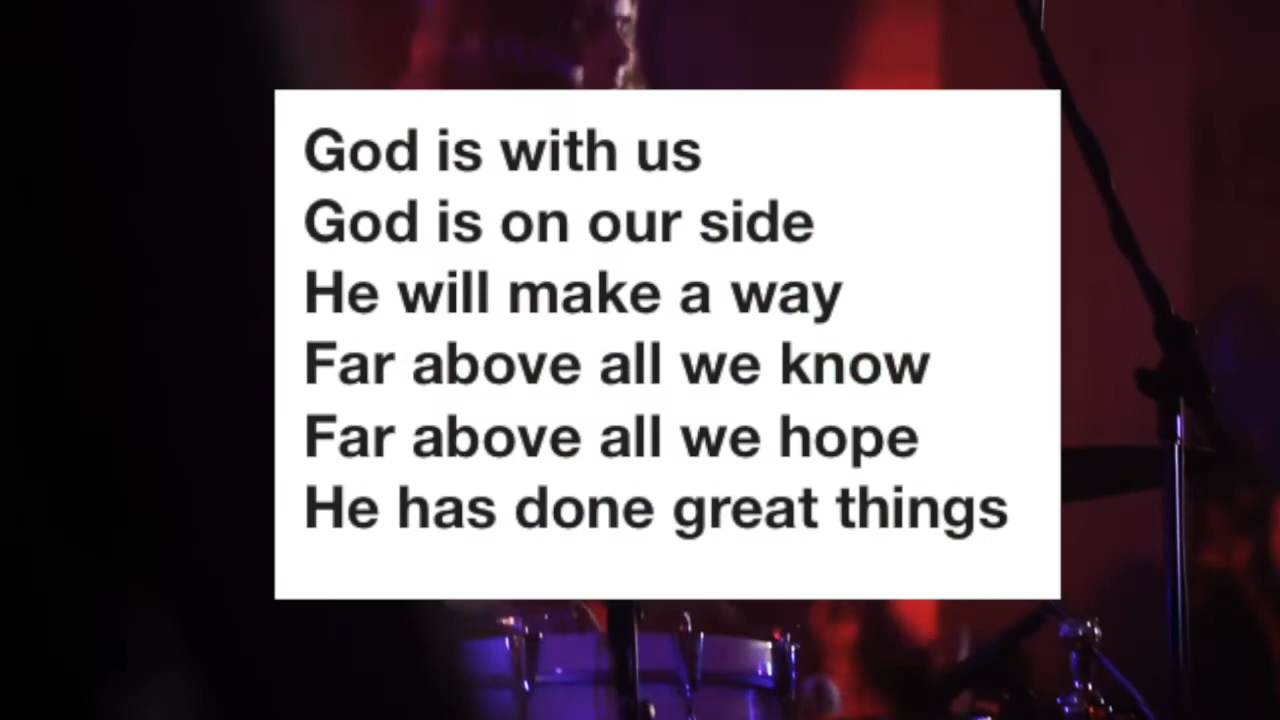 God is with us
God is on our side
He will make a way
Far above all we know
Far above all we hope
He has done great things